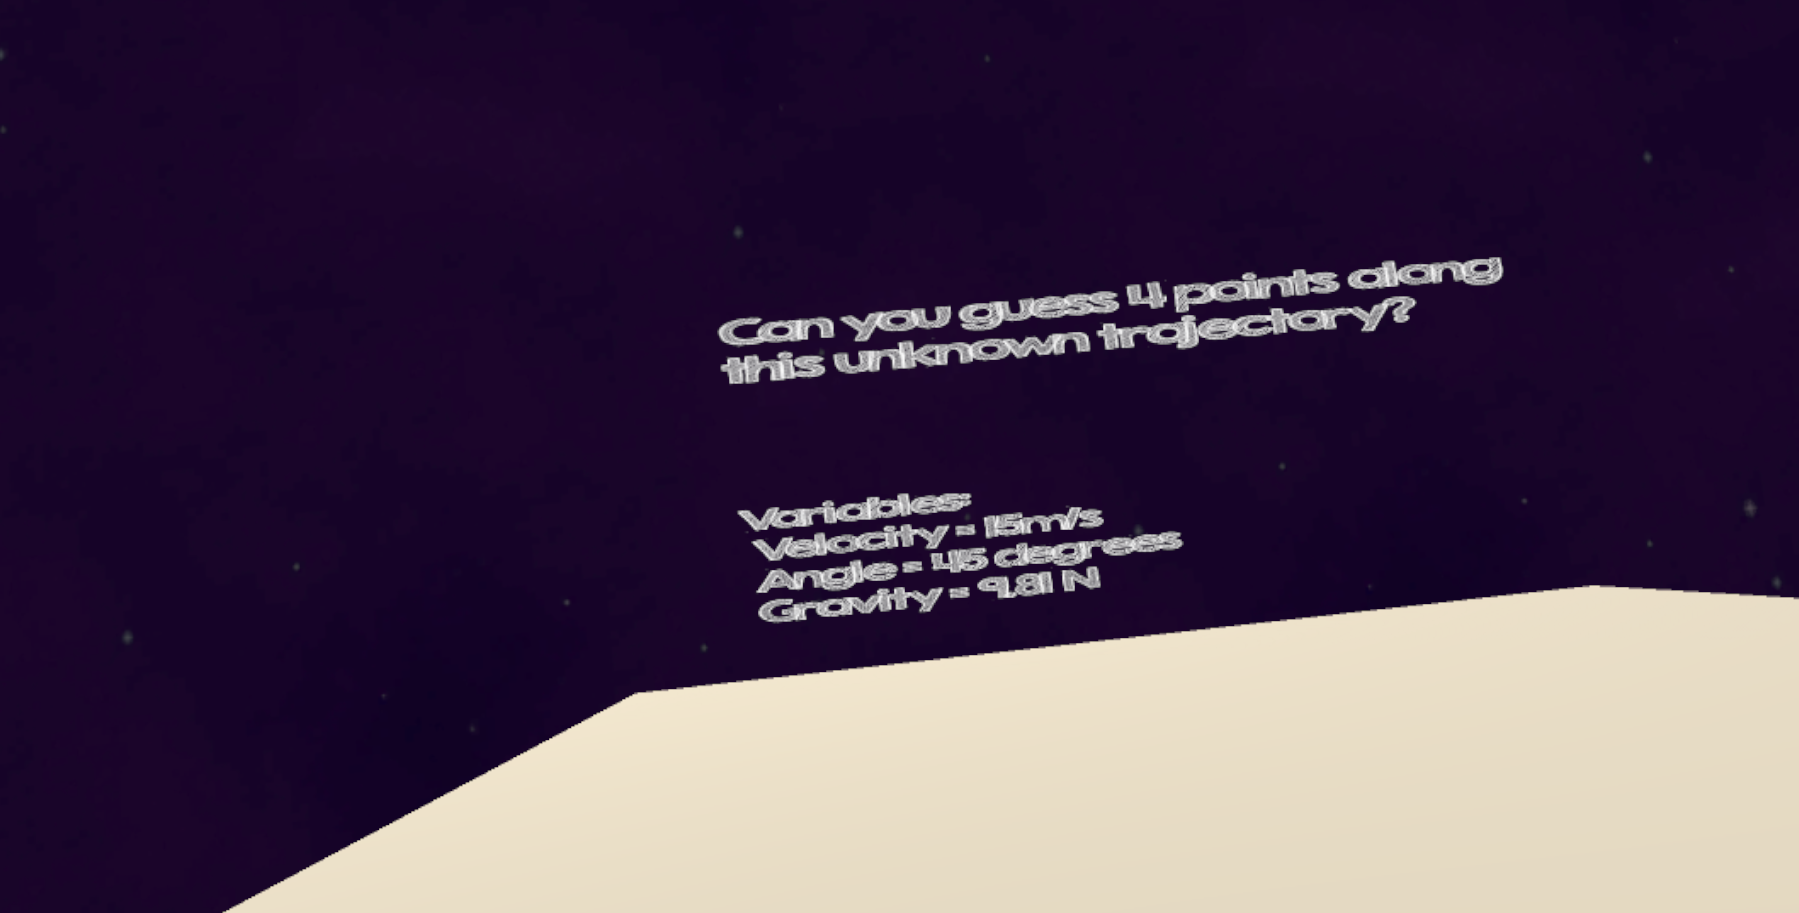 Can you guess 4 points along
this unknown trajectory?
Variables:
Velocity = 15m/s
Angle = 45 degrees
Gravity = 9.81 N